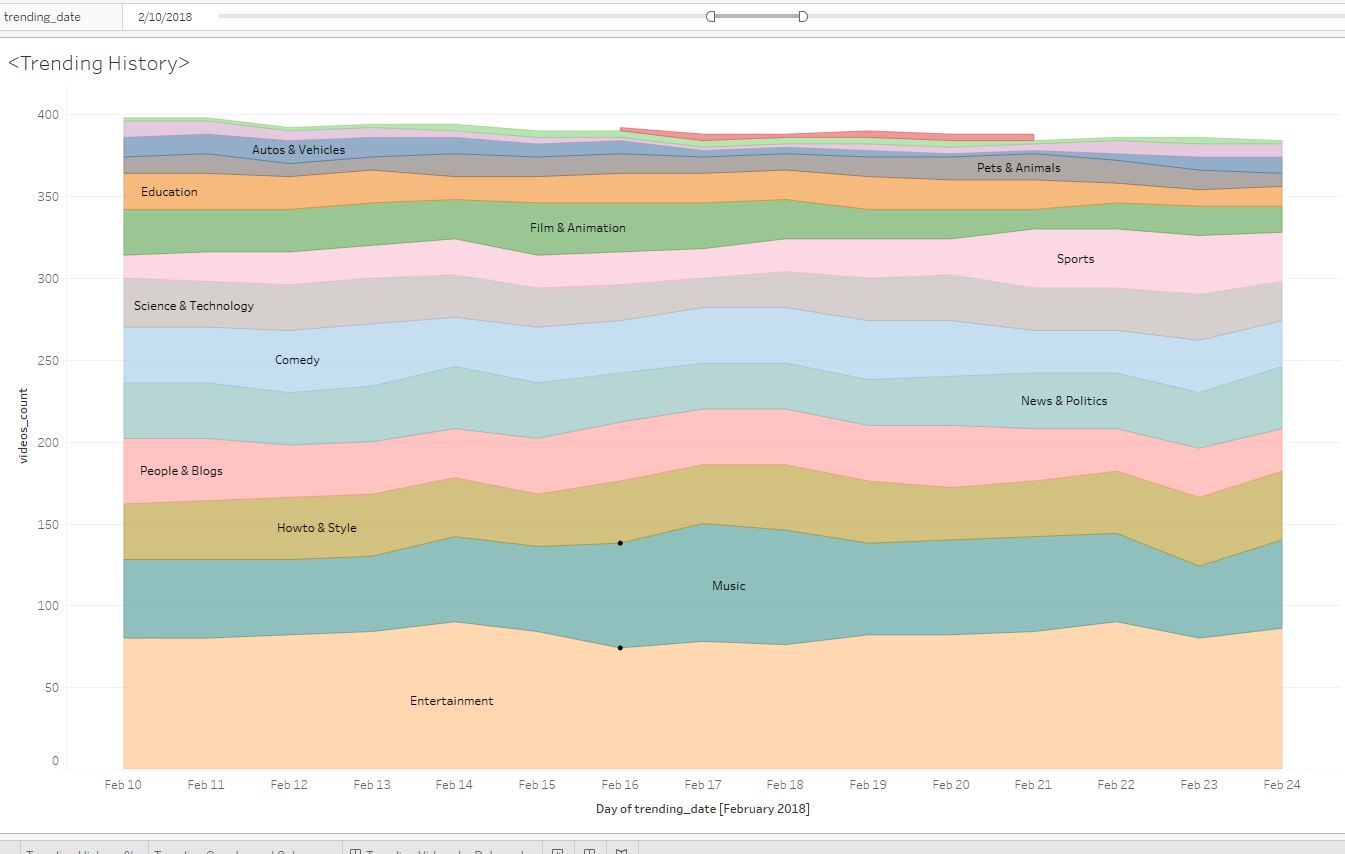 trending_date
2/10/2018
<Trending History>
400
350
300
250
200
150
100
50
0
videos_count
Autos & Vehicles
Pets & Animals
Education
Film & Animation
Sports
Science & Technology
Comedy
News & Politics
People & Blogs
Howto & Style
Music
Entertainment
Feb 10 Feb 11 Feb 12 Feb 13 Feb 14 Feb 15 Feb 16 Feb 17 Feb 18 Feb 19 Feb 20 Feb 21 Feb 22 Feb 23 Feb 24
Day of trending_date [February 2018]